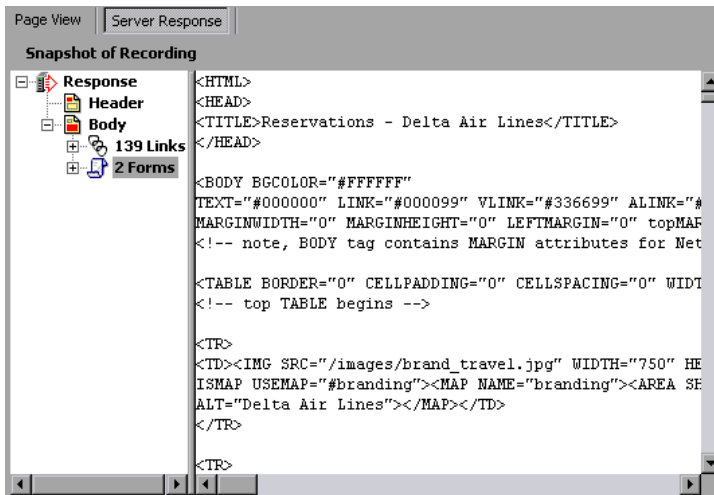 Page View
Server Response
Snapshot of Recording
Response
Header
Body
139 Links
2 Forms
<HTML>
<HEAD>
<TITLE>Reservations - Delta Air Lines</TITLE>
</HEAD>
<BODY BGCOLOR="#FFFFFF"
TEXT="#000000" LINK="#000099" VLINK="#336699" ALINK="#
MARGINWIDTH="0" MARGINHEIGHT="0" LEFTMARGIN="0" topMAR
<!-- note, BODY tag contains MARGIN attributes for Net
<TABLE BORDER="0" CELLPADDING="0" CELLSPACING="0" WIDT
<!-- top TABLE begins -->
<TR>
<TD><IMG SRC="/images/brand_travel.jpg" WIDTH="750" HE
ISMAP USEMAP="#branding"><MAP NAME="branding"><AREA SH
ALT="Delta Air Lines"></MAP></TD>
</TR>
<TR>